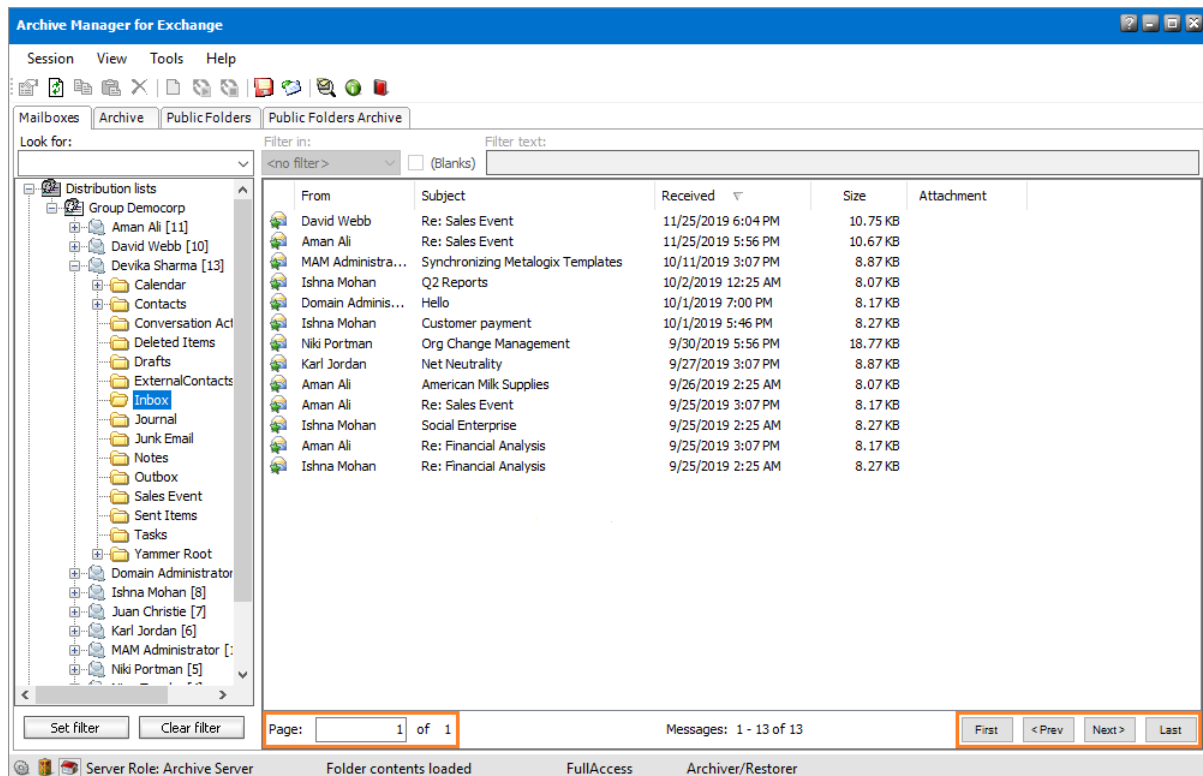 Archive Manager for Exchange
Session View Tools Help
Mailboxes Archive Public Folders Public Folders Archive
Look for: Filter in: Filter text:
<no filter> (Blanks)
Distribution lists
Group Democorp
Aman Ali [11]
David Webb [10]
Devika Sharma [13]
Calendar
Contacts
Conversation Act
Deleted Items
Drafts
ExternalContacts
Inbox
Journal
Junk Email
Notes
Outbox
Sales Event
Sent Items
Tasks
Yammer Root
Domain Administrator
Ishna Mohan [8]
Juan Christie [7]
Karl Jordan [6]
MAM Administrator [1
Niki Portman [5]
From Subject Received Size Attachment
David Webb Re: Sales Event 11/25/2019 6:04 PM 10.75 KB
Aman Ali Re: Sales Event 11/25/2019 5:56 PM 10.67 KB
MAM Administra... Synchronizing Metalogix Templates 10/11/2019 3:07 PM 8.87 KB
Ishna Mohan Q2 Reports 10/2/2019 12:25 AM 8.07 KB
Domain Adminis... Hello 10/1/2019 7:00 PM 8.17 KB
Ishna Mohan Customer payment 10/1/2019 5:46 PM 8.27 KB
Niki Portman Org Change Management 9/30/2019 5:56 PM 18.77 KB
Karl Jordan Net Neutrality 9/27/2019 3:07 PM 8.87 KB
Aman Ali American Milk Supplies 9/26/2019 2:25 AM 8.07 KB
Aman Ali Re: Sales Event 9/25/2019 3:07 PM 8.17 KB
Ishna Mohan Social Enterprise 9/25/2019 2:25 AM 8.27 KB
Aman Ali Re: Financial Analysis 9/25/2019 3:07 PM 8.17 KB
Ishna Mohan Re: Financial Analysis 9/25/2019 2:25 AM 8.27 KB
Set filter Clear filter Page: 1 of 1 Messages: 1 - 13 of 13 First < Prev Next > Last
Server Role: Archive Server Folder contents loaded FullAccess Archiver/Restorer